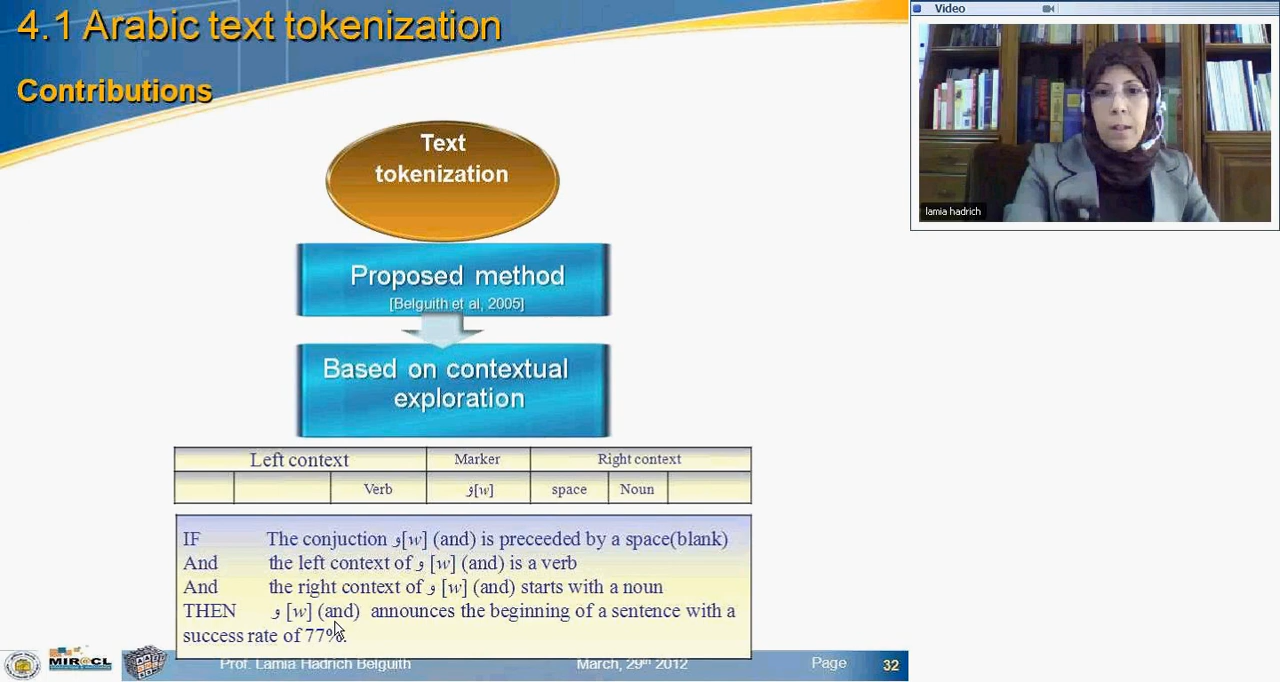 4.1 Arabic text tokenization
Contributions
Text
tokenization
Proposed method
[Belguith et al, 2005]
Based on contextual
exploration
Left context Marker Right context
Verb و[w] space Noun
IF The conjuction و[w] (and) is preceeded by a space(blank)
And the left context of و [w] (and) is a verb
And the right context of و [w] (and) starts with a noun
THEN و [w] (and) announces the beginning of a sentence with a
success rate of 77%.
MIR@CL
Prof. Lamia Hadrich Belguith March, 29th 2012 Page 32
Video
lamia hadrich